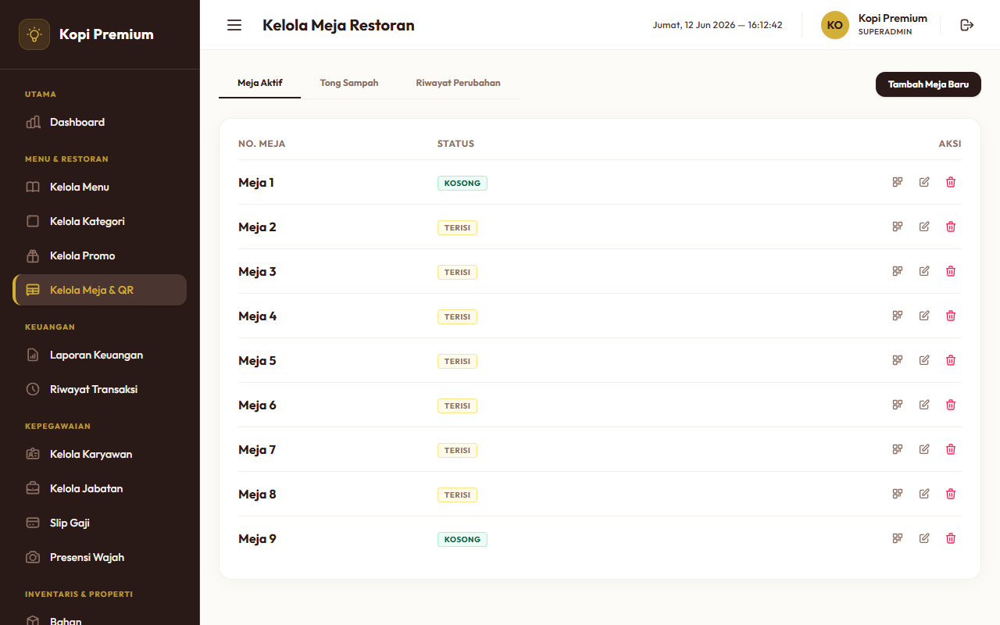 Kopi Premium
UTAMA
Dashboard
MENU & RESTORAN
Kelola Menu
Kelola Kategori
Kelola Promo
Kelola Meja & QR
KEUANGAN
Laporan Keuangan
Riwayat Transaksi
KEPEGAWAIAN
Kelola Karyawan
Kelola Jabatan
Slip Gaji
Presensi Wajah
INVENTARIS & PROPERTI
Bahan
Kelola Meja Restoran
Jumat, 12 Jun 2026 — 16:12:42
KO
Kopi Premium
SUPERADMIN
Meja Aktif
Tong Sampah
Riwayat Perubahan
Tambah Meja Baru
NO. MEJA STATUS AKSI
Meja 1 KOSONG
Meja 2 TERISI
Meja 3 TERISI
Meja 4 TERISI
Meja 5 TERISI
Meja 6 TERISI
Meja 7 TERISI
Meja 8 TERISI
Meja 9 KOSONG